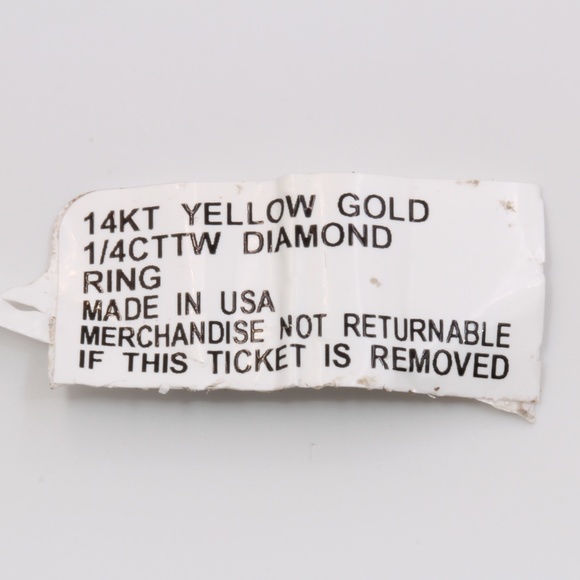 14KT YELLOW GOLD
1/4CTTW DIAMOND
RING
MADE IN USA
MERCHANDISE NOT RETURNABLE
IF THIS TICKET IS REMOVED